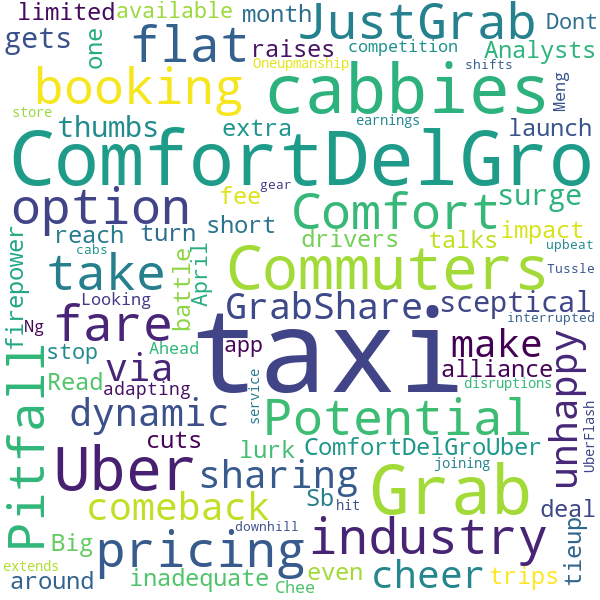 limited available month JustGrab Dont
gets one flat raises competition Analysts
Oneupmanship shifts
booking cabbies Meng
store thumbs extra earnings launch
ComfortDelGro
gear
option fee Comfort surge
reach turn short drivers talks impact
firepower cabs take April Commuters upbeat
Tussle
Looking battle GrabShare sceptical
Ng fare taxi interrupted
stop via Ahead app make
Read adapting alliance unhappy
Pitfall dynamic service Potential disruptions UberFlash
cuts lurk ComfortDelGroUber
Uber sharing joining
Sb hit Grab deal
comeback
downhill
Big pricing industry tieup
extends around inadequate Chee even cheer trips